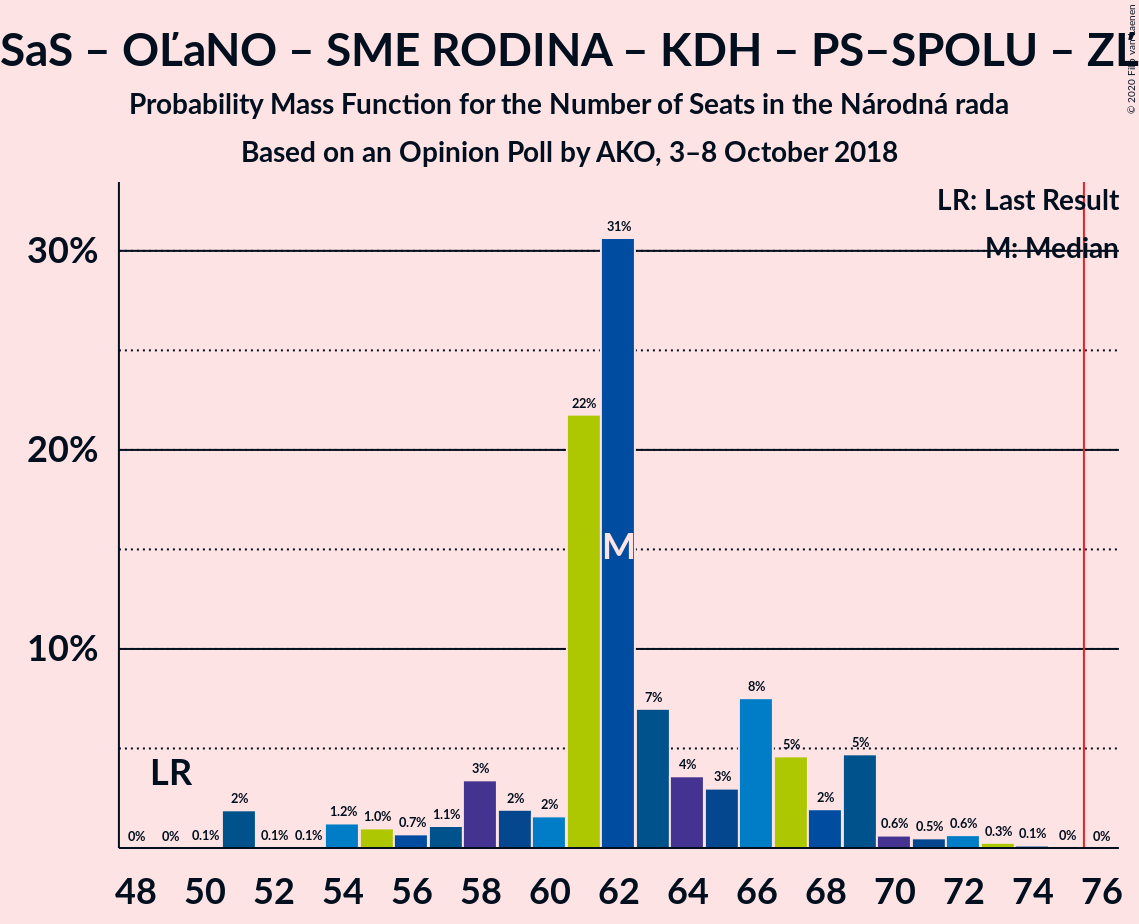 SaS – OĽaNO – SME RODINA – KDH – PS–SPOLU – ZĽ
Probability Mass Function for the Number of Seats in the Národná rada
Based on an Opinion Poll by AKO, 3–8 October 2018
© 2020 Filip van Laenen
LR: Last Result
M: Median
30%
20%
10%
LR
M
0% 0% 0.1% 2% 0.1% 0.1% 1.2% 1.0% 0.7% 1.1% 3% 2% 2% 22% 31% 7% 4% 3% 8% 5% 2% 5% 0.6% 0.5% 0.6% 0.3% 0.1% 0% 0%
48 50 52 54 56 58 60 62 64 66 68 70 72 74 76